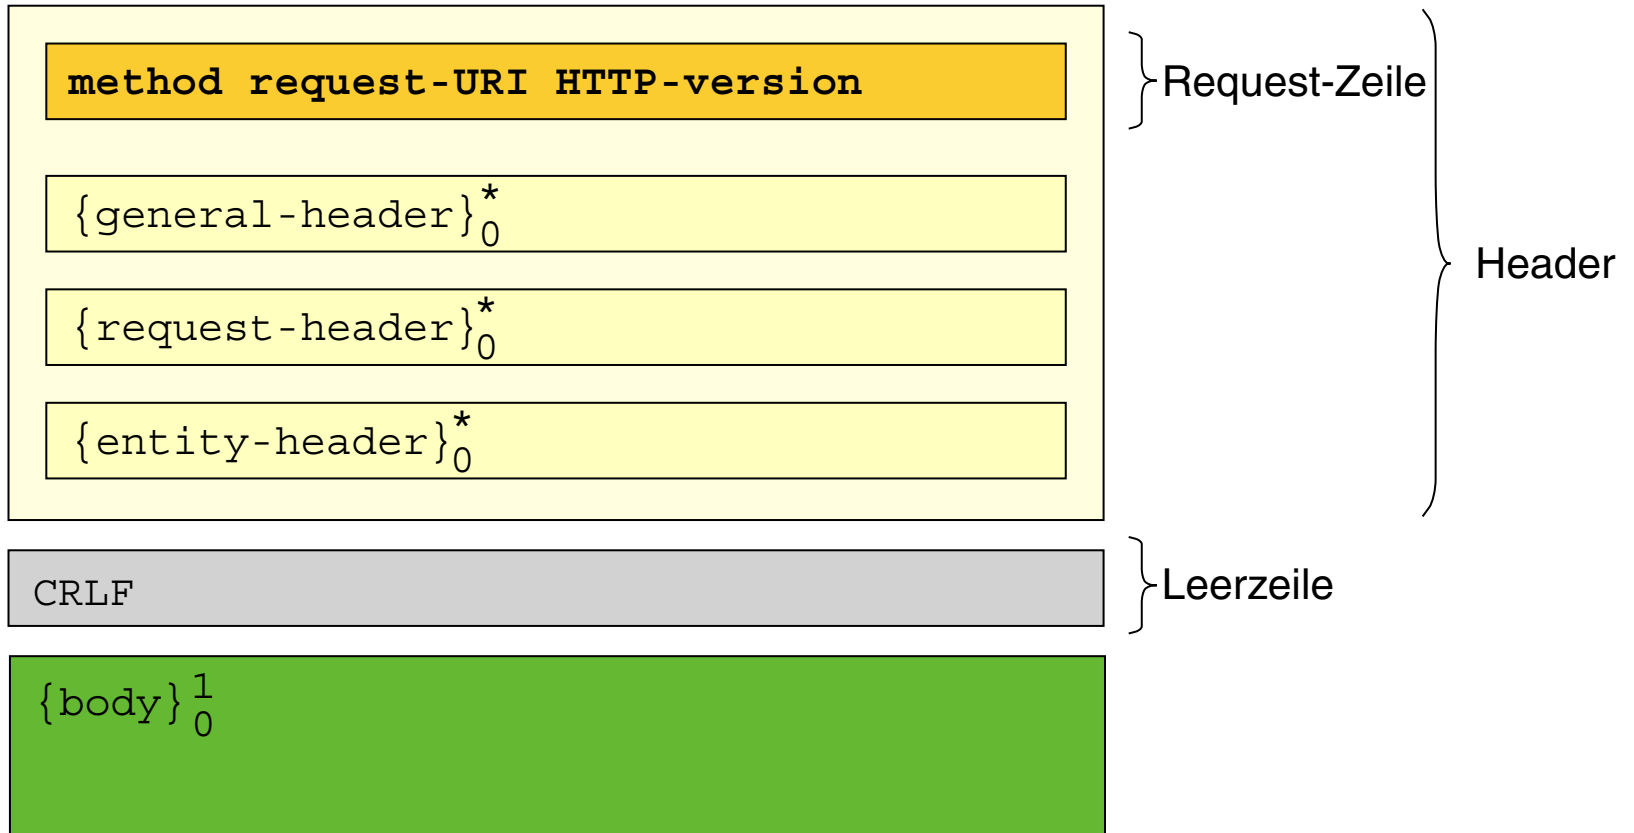 method request-URI HTTP-version
Request-Zeile
{general-header}*0
{request-header}*0
Header
{entity-header}*0
CRLF
Leerzeile
{body}10